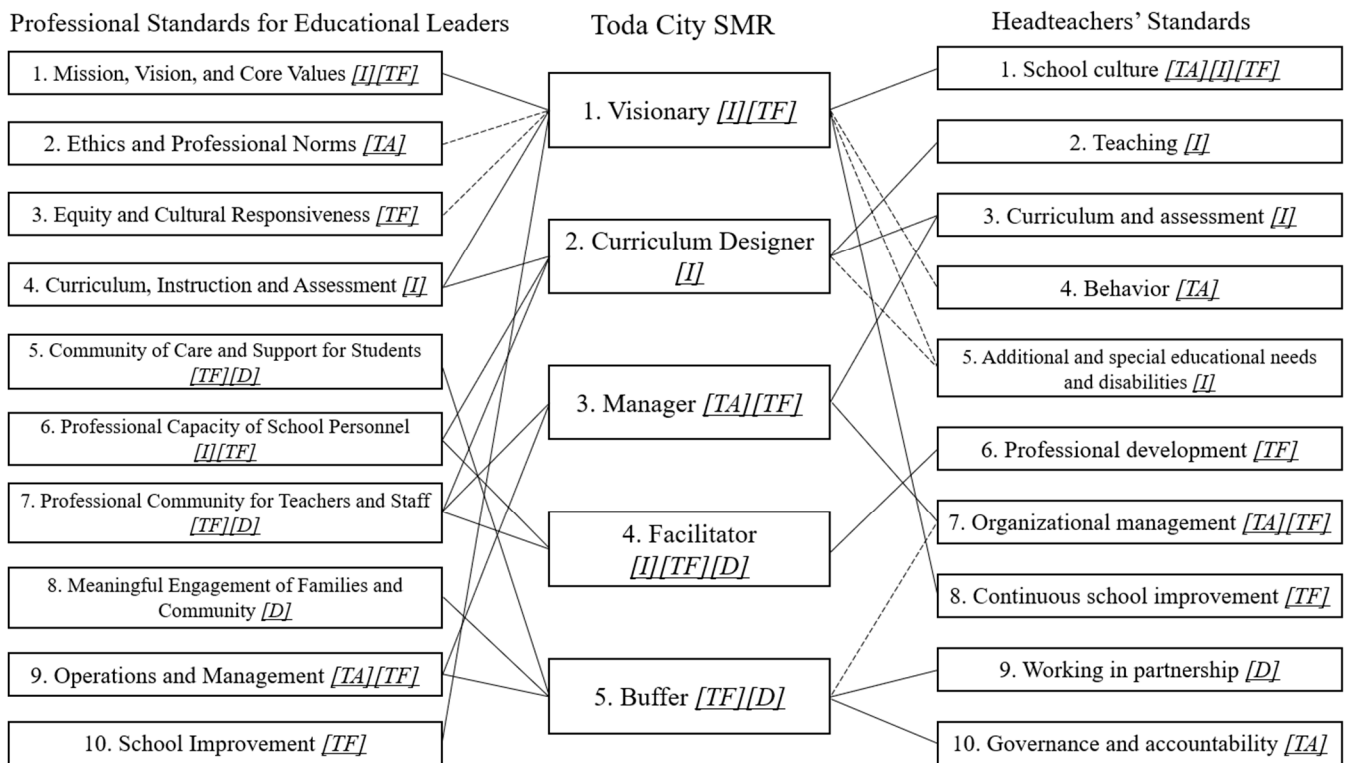 Professional Standards for Educational Leaders
1. Mission, Vision, and Core Values [I][TF]
2. Ethics and Professional Norms [TA]
3. Equity and Cultural Responsiveness [TF]
4. Curriculum, Instruction and Assessment [I]
5. Community of Care and Support for Students
[TF][D]
6. Professional Capacity of School Personnel
[I][TF]
7. Professional Community for Teachers and Staff
[TF][D]
8. Meaningful Engagement of Families and
Community [D]
9. Operations and Management [TA][TF]
10. School Improvement [TF]
Toda City SMR
1. Visionary [I][TF]
2. Curriculum Designer
[I]
3. Manager [TA][TF]
4. Facilitator
[I][TF][D]
5. Buffer [TF][D]
Headteachers’ Standards
1. School culture [TA][I][TF]
2. Teaching [I]
3. Curriculum and assessment [I]
4. Behavior [TA]
5. Additional and special educational needs
and disabilities [I]
6. Professional development [TF]
7. Organizational management [TA][TF]
8. Continuous school improvement [TF]
9. Working in partnership [D]
10. Governance and accountability [TA]